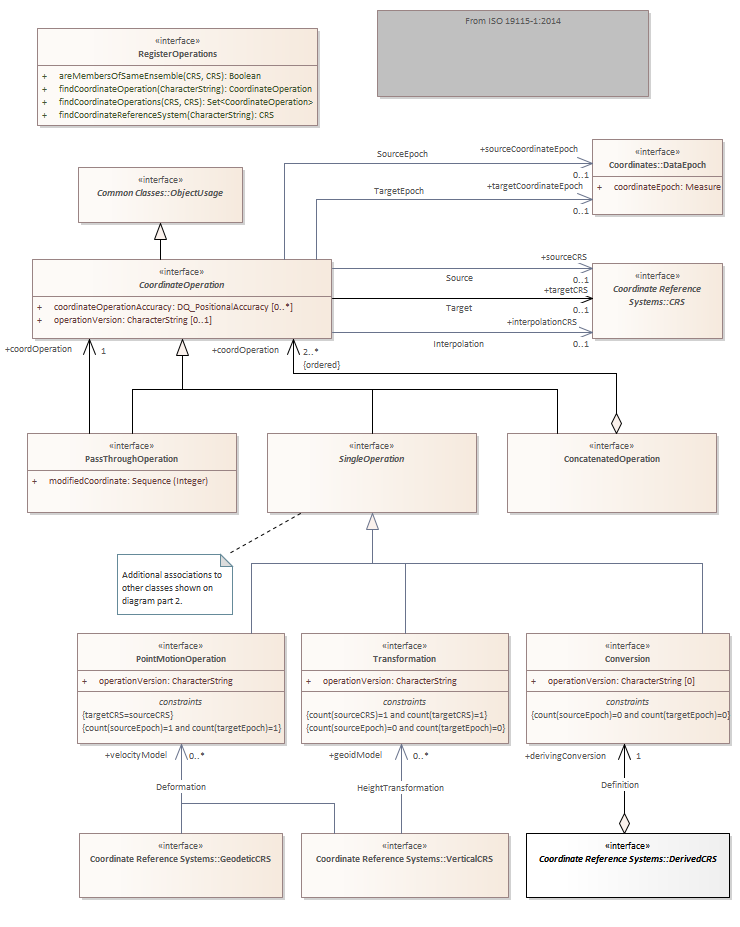 «interface»
RegisterOperations
+ areMembersOfSameEnsemble(CRS, CRS): Boolean
+ findCoordinateOperation(CharacterString): CoordinateOperation
+ findCoordinateOperations(CRS, CRS): Set<CoordinateOperation>
+ findCoordinateReferenceSystem(CharacterString): CRS
From ISO 19115-1:2014
«interface»
Common Classes::ObjectUsage
SourceEpoch
+sourceCoordinateEpoch
0..1
TargetEpoch
+targetCoordinateEpoch
0..1
«interface»
Coordinates::DataEpoch
+ coordinateEpoch: Measure
«interface»
CoordinateOperation
+ coordinateOperationAccuracy: DQ_PositionalAccuracy [0..*]
+ operationVersion: CharacterString [0..1]
+sourceCRS
Source
0..1
+targetCRS
Target
0..1
+interpolationCRS
Interpolation
0..1
«interface»
Coordinate Reference
Systems::CRS
+coordOperation
1
+coordOperation
2..*
{ordered}
«interface»
PassThroughOperation
+ modifiedCoordinate: Sequence (Integer)
«interface»
SingleOperation
«interface»
ConcatenatedOperation
Additional associations to
other classes shown on
diagram part 2.
«interface»
PointMotionOperation
+ operationVersion: CharacterString
constraints
{targetCRS=sourceCRS}
{count(sourceEpoch)=1 and count(targetEpoch)=1}
«interface»
Transformation
+ operationVersion: CharacterString
constraints
{count(sourceCRS)=1 and count(targetCRS)=1}
{count(sourceEpoch)=0 and count(targetEpoch)=0}
«interface»
Conversion
+ operationVersion: CharacterString [0]
constraints
{count(sourceEpoch)=0 and count(targetEpoch)=0}
+velocityModel
0..*
Deformation
+geoidModel
0..*
HeightTransformation
+derivingConversion
1
Definition
«interface»
Coordinate Reference Systems::GeodeticCRS
«interface»
Coordinate Reference Systems::VerticalCRS
«interface»
Coordinate Reference Systems::DerivedCRS